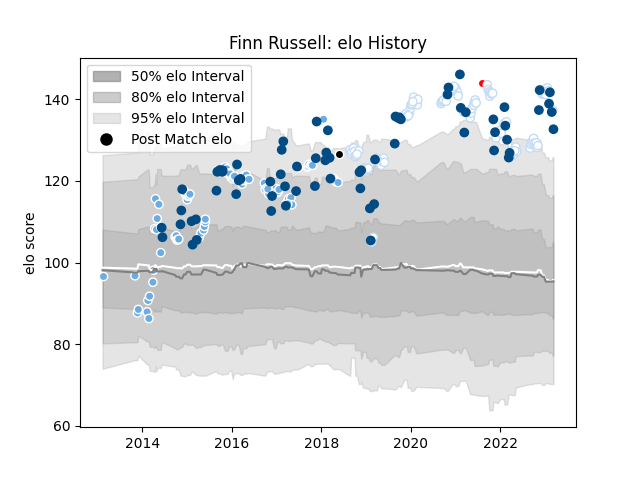 Finn Russell: elo History
50% elo Interval
80% elo Interval
95% elo Interval
Post Match elo
elo score
140
120
100
80
60
2014
2016
2018
2020
2022